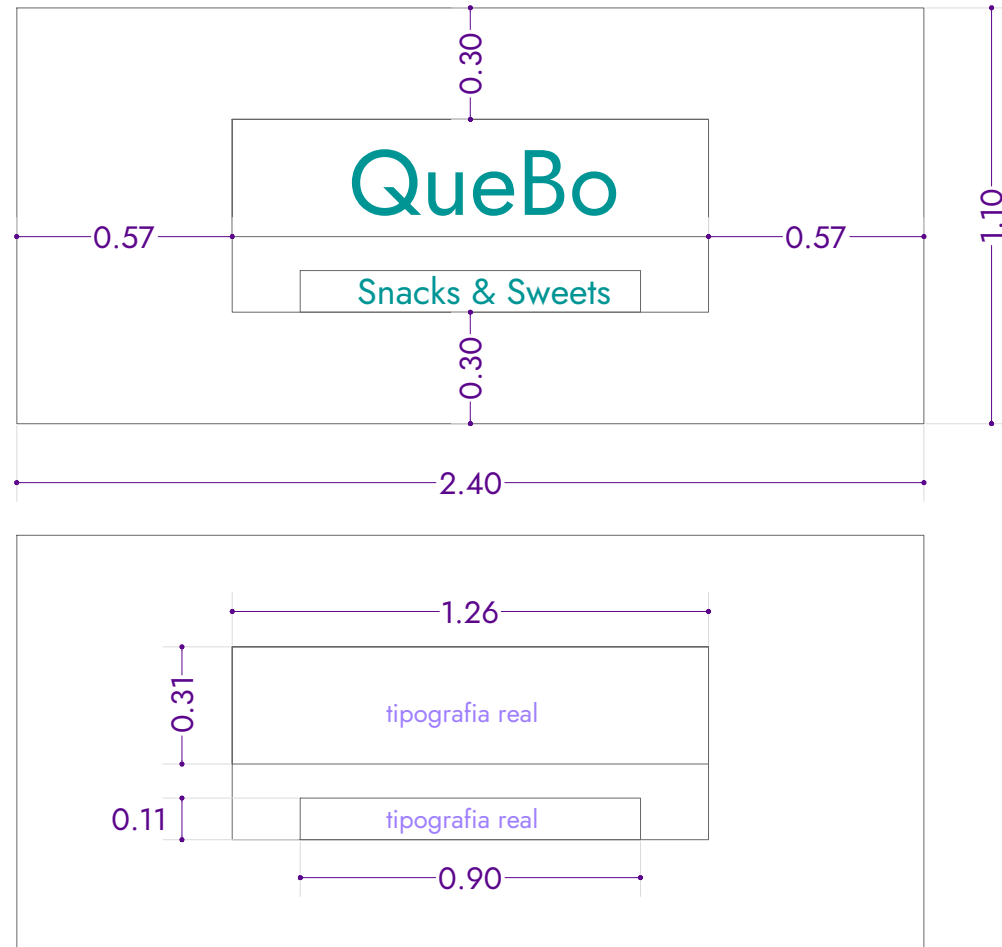 0.30
QueBo
0.57
0.57
1.10
Snacks & Sweets
0.30
2.40
1.26
0.31
tipografia real
0.11
tipografia real
0.90